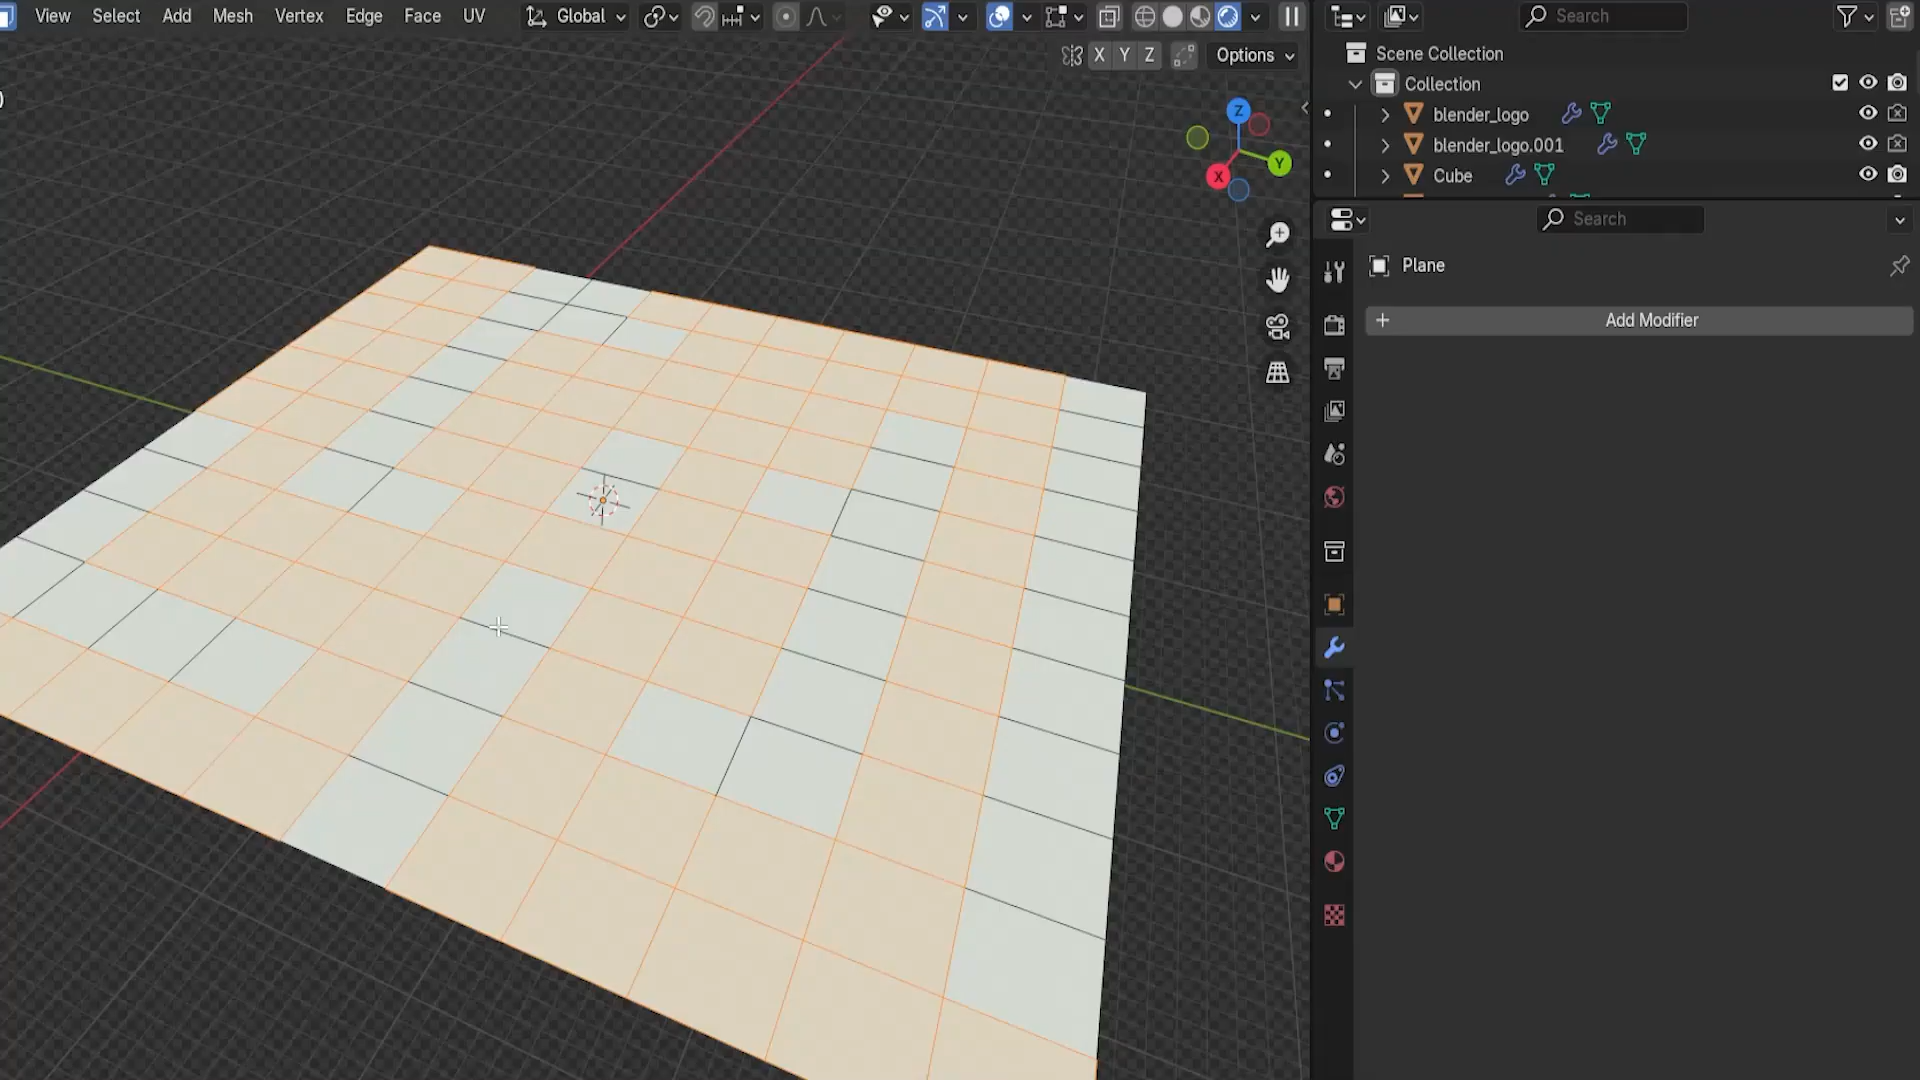 View Select Add Mesh Vertex Edge Face UV Global
Search
X Y Z Options
Scene Collection
Collection
blender_logo
blender_logo.001
Cube
Z
Y
X
Search
Plane
+ Add Modifier